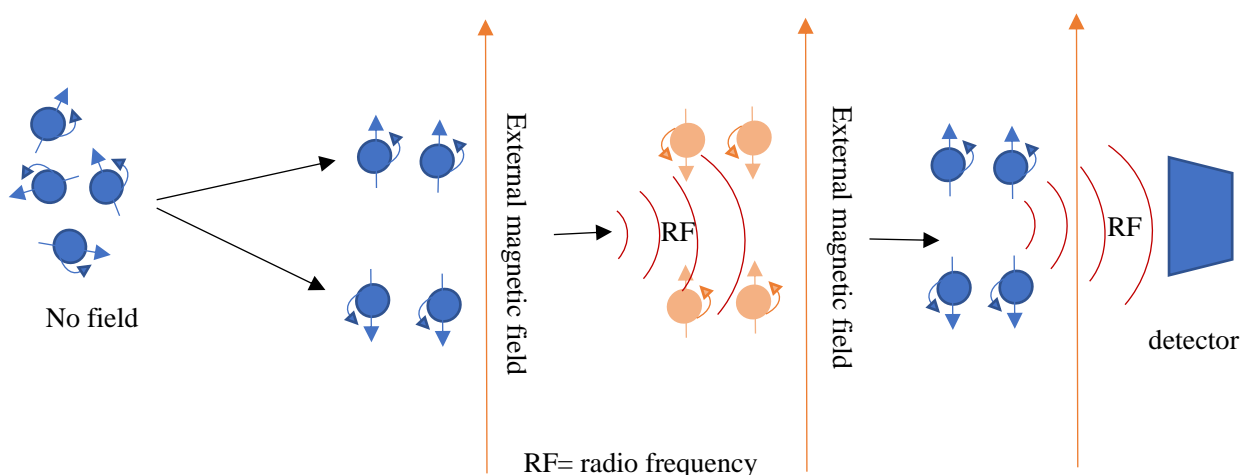 No field
External magnetic field
RF
External magnetic field
RF
detector
RF= radio frequency